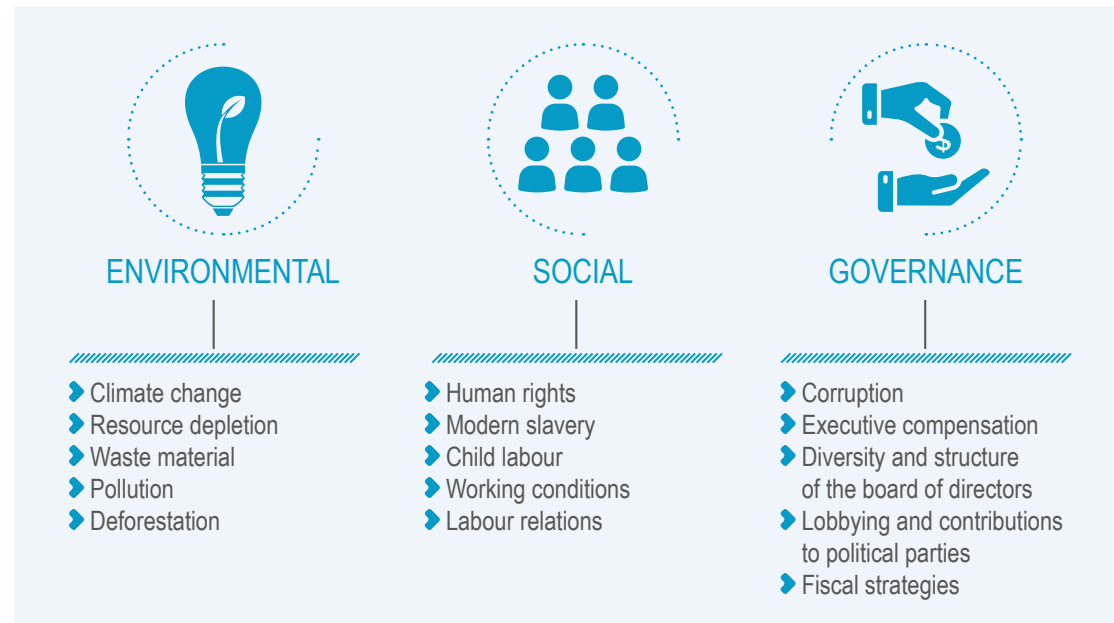 ENVIRONMENTAL
Climate change
Resource depletion
Waste material
Pollution
Deforestation
SOCIAL
Human rights
Modern slavery
Child labour
Working conditions
Labour relations
$
GOVERNANCE
Corruption
Executive compensation
Diversity and structure
of the board of directors
Lobbying and contributions
to political parties
Fiscal strategies